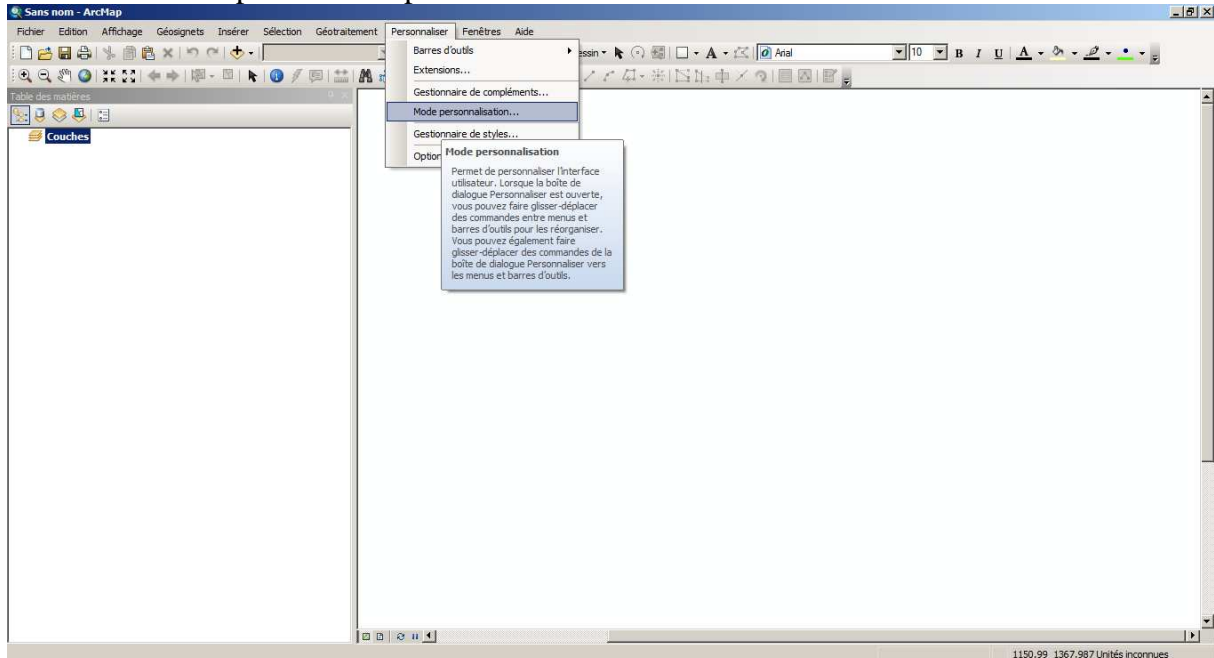 Sans nom - ArcMap
Fichier Edition Affichage Géosignets Insérer Sélection Géotraitement Personnaliser Fenêtres Aide
essin A Arial 10 B I U A
Table des matières
Couches
Barres d'outils
Extensions...
Gestionnaire de compléments...
Mode personnalisation...
Gestionnaire de styles...
Option
Mode personnalisation
Permet de personnaliser l'interface
utilisateur. Lorsque la boîte de
dialogue Personnaliser est ouverte,
vous pouvez faire glisser-déplacer
des commandes entre menus et
barres d'outils pour les réorganiser.
Vous pouvez également faire
glisser-déplacer des commandes de la
boîte de dialogue Personnaliser vers
les menus et barres d'outils.
1150,99 1367,987 Unités inconnues